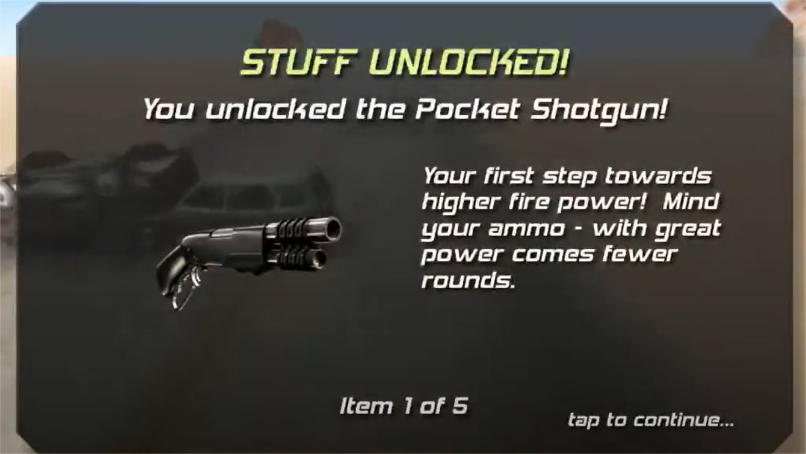 STUFF UNLOCKED!
You unlocked the Pocket Shotgun!
Your first step towards
higher fire power!  Mind
your ammo - with great
power comes fewer
rounds.
Item 1 of 5
tap to continue...